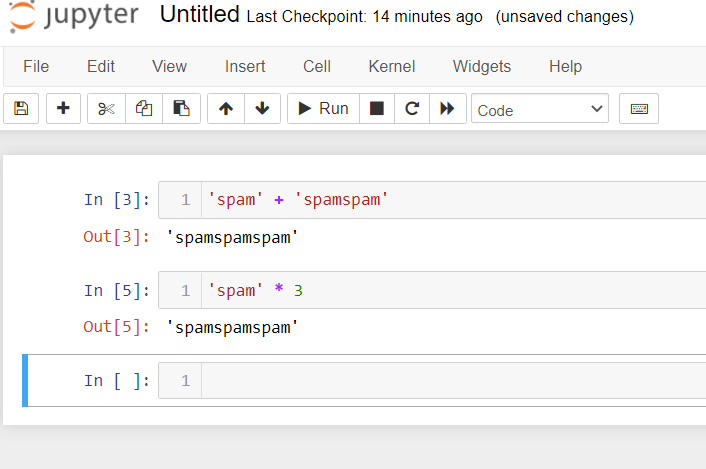 jupyter Untitled Last Checkpoint: 14 minutes ago (unsaved changes)
File Edit View Insert Cell Kernel Widgets Help
Run Code
In [3]: 1 'spam' + 'spamspam'
Out[3]: 'spamspamspam'
In [5]: 1 'spam' * 3
Out[5]: 'spamspamspam'
In [ ]: 1